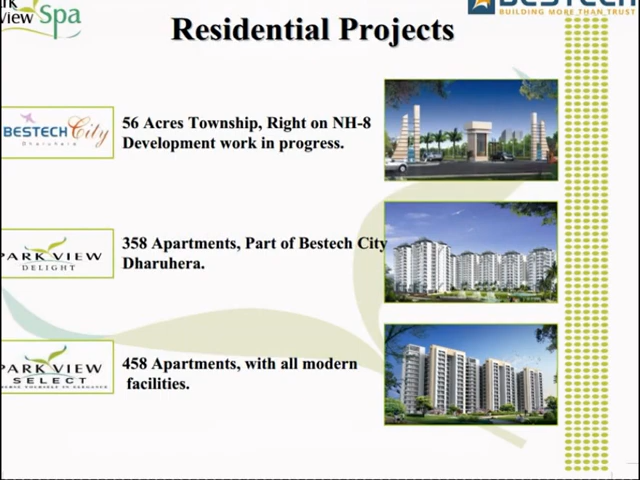 View Spa
BESTECH
BUILDING MORE THAN TRUST
Residential Projects
BESTECH City
Dharuhera
56 Acres Township, Right on NH-8
Development work in progress.
PARK VIEW
DELIGHT
358 Apartments, Part of Bestech City
Dharuhera.
PARK VIEW
SELECT
458 Apartments, with all modern
facilities.